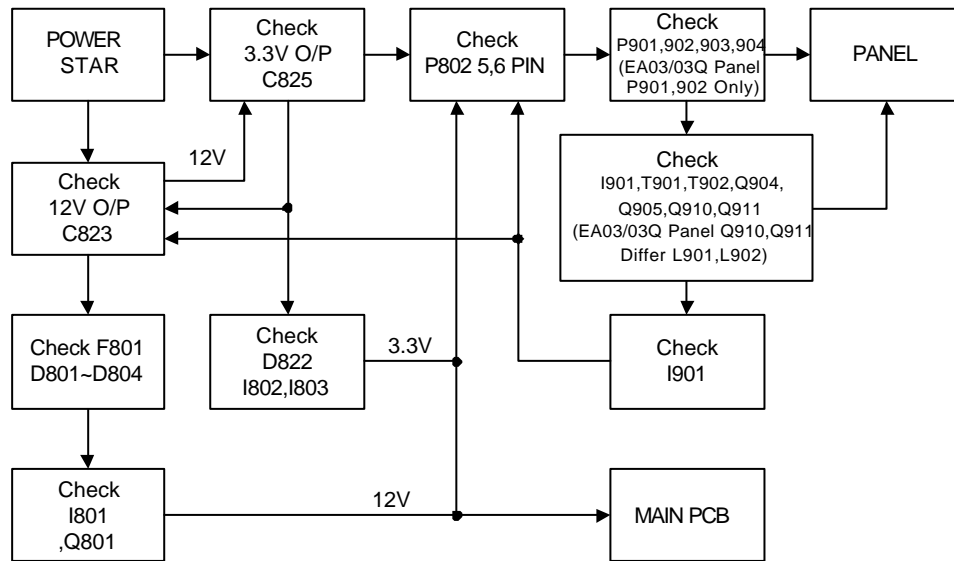 POWER
STAR
Check
3.3V O/P
C825
Check
P802 5,6 PIN
Check
P901,902,903,904
(EA03/03Q Panel
P901,902 Only)
PANEL
12V
Check
12V O/P
C823
Check
I901,T901,T902,Q904,
Q905,Q910,Q911
(EA03/03Q Panel Q910,Q911
Differ L901,L902)
Check F801
D801~D804
Check
D822
I802,I803
3.3V
Check
I901
Check
I801
,Q801
12V
MAIN PCB